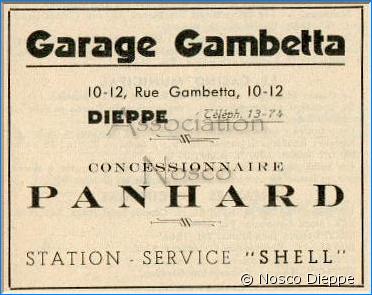 Garage Gambetta
10-12, Rue Gambetta, 10-12
DIEPPE Téléph. 13-74
Association
CONCESSIONNAIRE
Nosco
PANHARD
STATION - SERVICE "SHELL"
© Nosco Dieppe